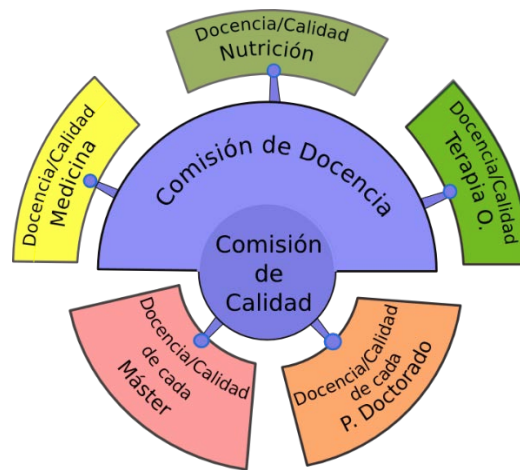 Docencia/Calidad
Nutrición
Docencia/Calidad
Medicina
Docencia/Calidad
Terapia O.
Comisión de Docencia
Comisión
de
Calidad
Docencia/Calidad
de cada
Máster
Docencia/Calidad
de cada
P. Doctorado